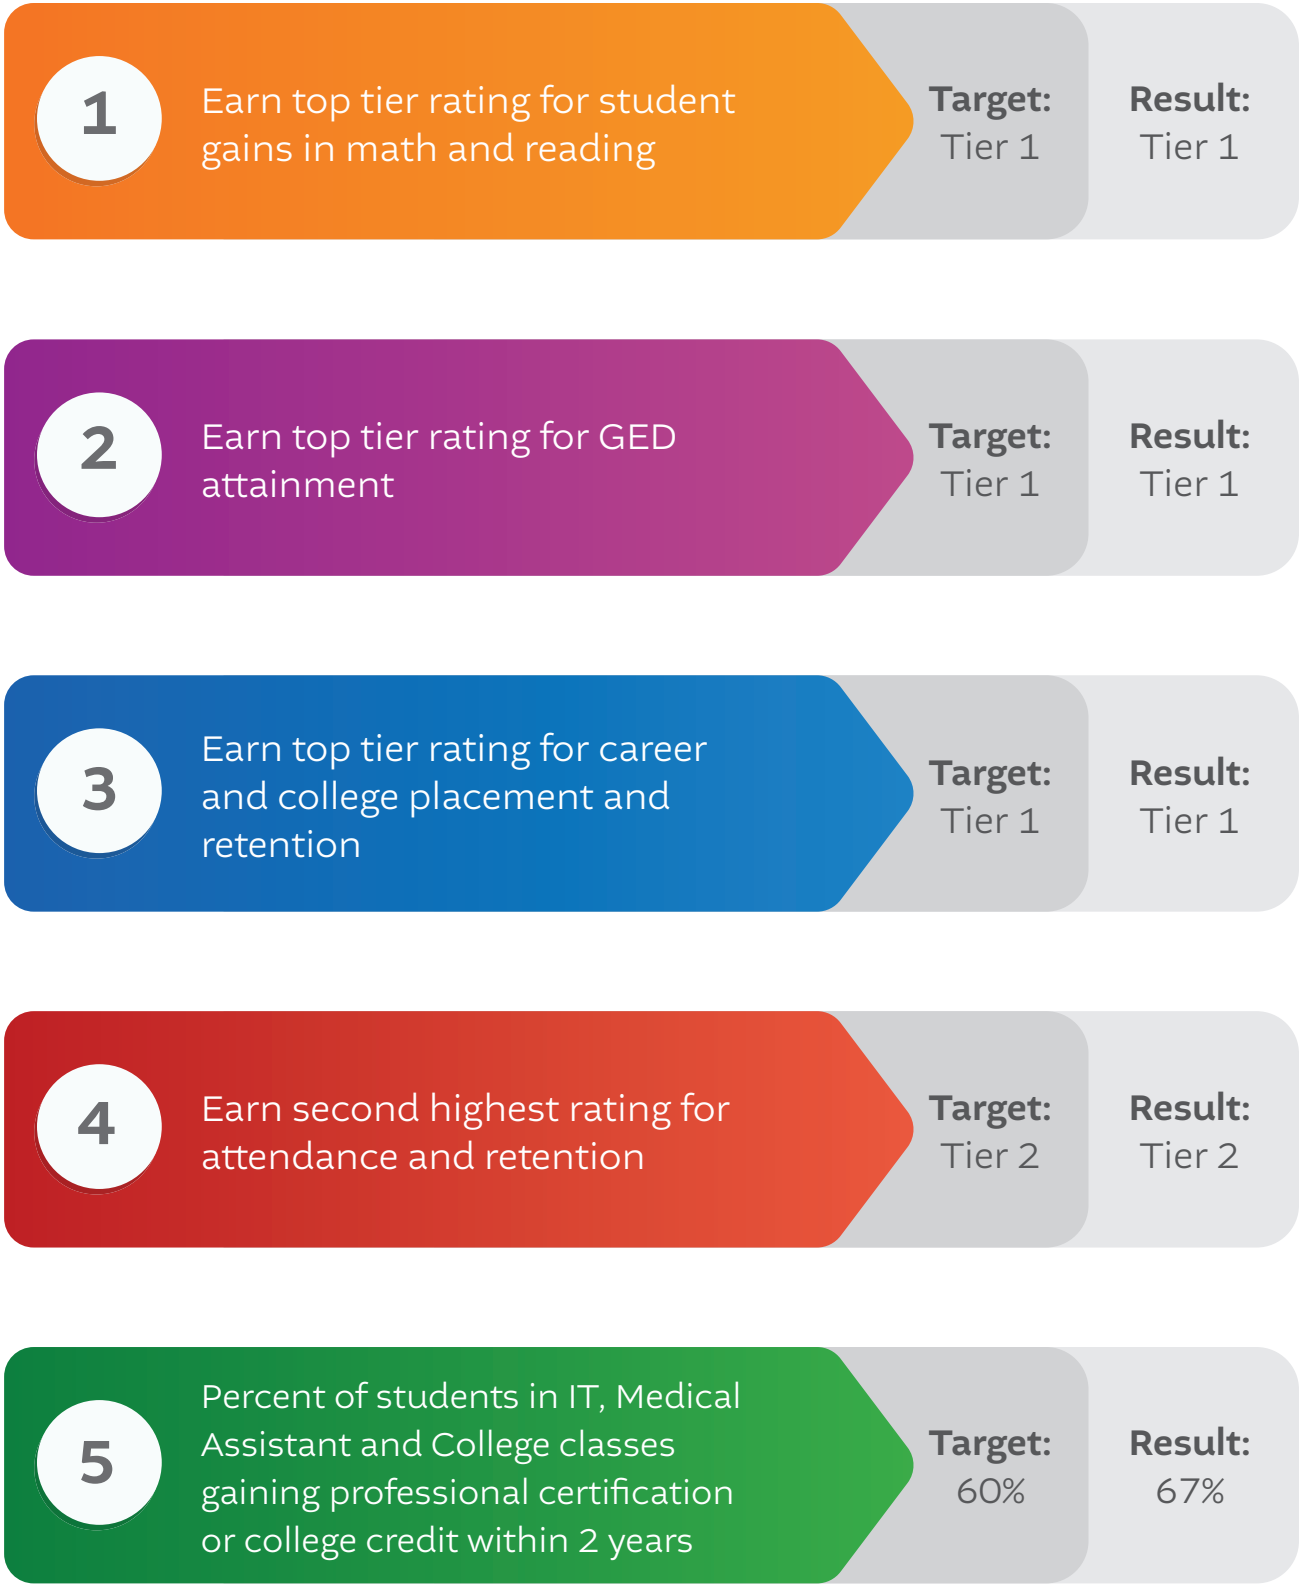 1
Earn top tier rating for student
gains in math and reading
Target:
Tier 1
Result:
Tier 1
2
Earn top tier rating for GED
attainment
Target:
Tier 1
Result:
Tier 1
3
Earn top tier rating for career
and college placement and
retention
Target:
Tier 1
Result:
Tier 1
4
Earn second highest rating for
attendance and retention
Target:
Tier 2
Result:
Tier 2
5
Percent of students in IT, Medical
Assistant and College classes
gaining professional certification
or college credit within 2 years
Target:
60%
Result:
67%